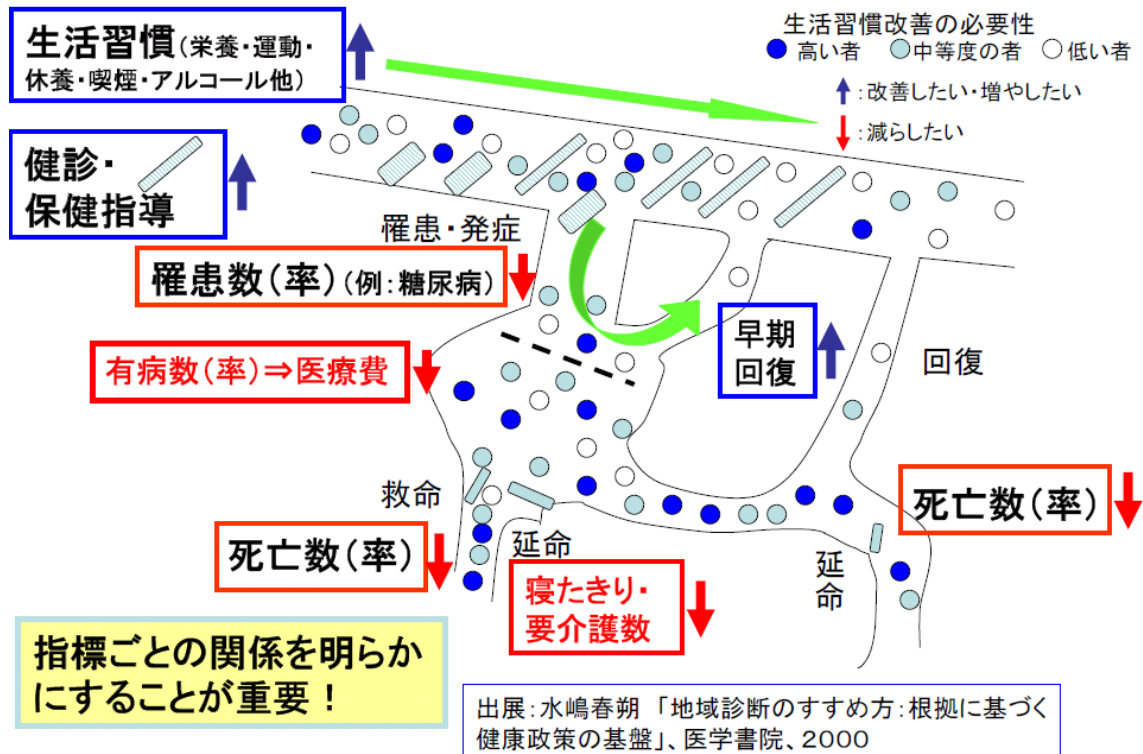 生活習慣(栄養・運動・
休養・喫煙・アルコール他)
生活習慣改善の必要性
高い者 中等度の者 低い者
:改善したい・増やしたい
:減らしたい
健診・
保健指導
罹患・発症
罹患数(率)(例:糖尿病)
有病数(率)⇒医療費
早期
回復
回復
救命
死亡数(率)
延命
寝たきり・
要介護数
延命
死亡数(率)
指標ごとの関係を明らか
にすることが重要！
出展:水嶋春朔 「地域診断のすすめ方:根拠に基づく
健康政策の基盤」、医学書院、2000